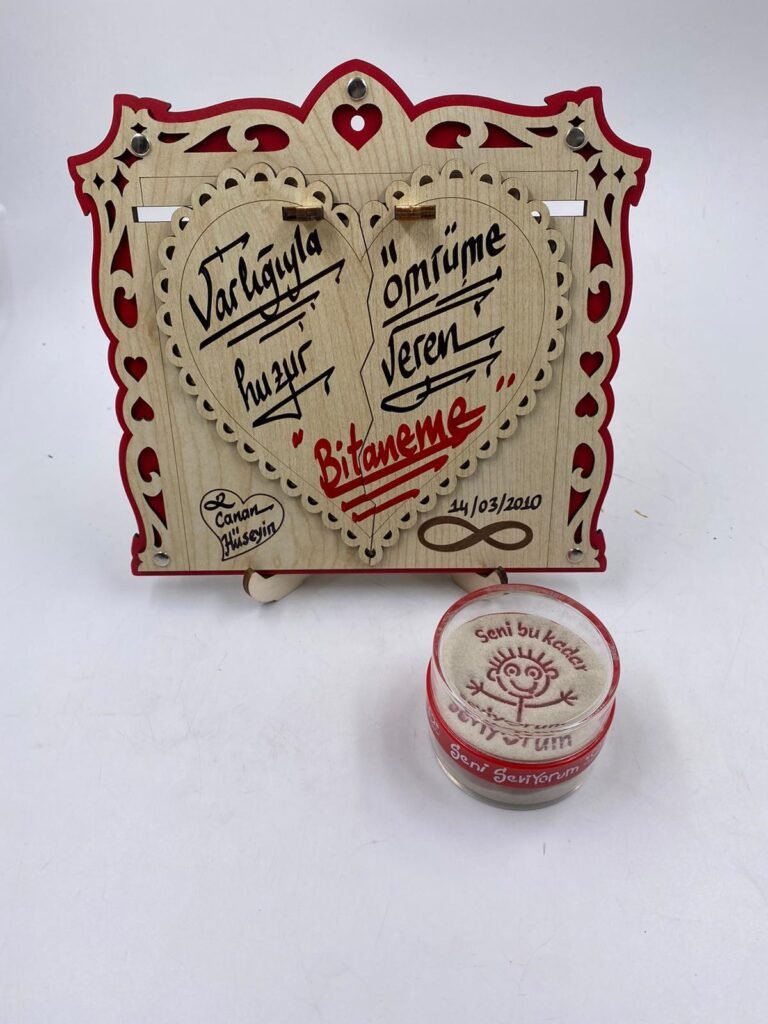 Varlığıyla "ömrüme
huzur veren
"Bitaneme"
Canan
Hüseyin
14/03/2010
Seni bu kadar
seviyorum
Seni Seviyorum